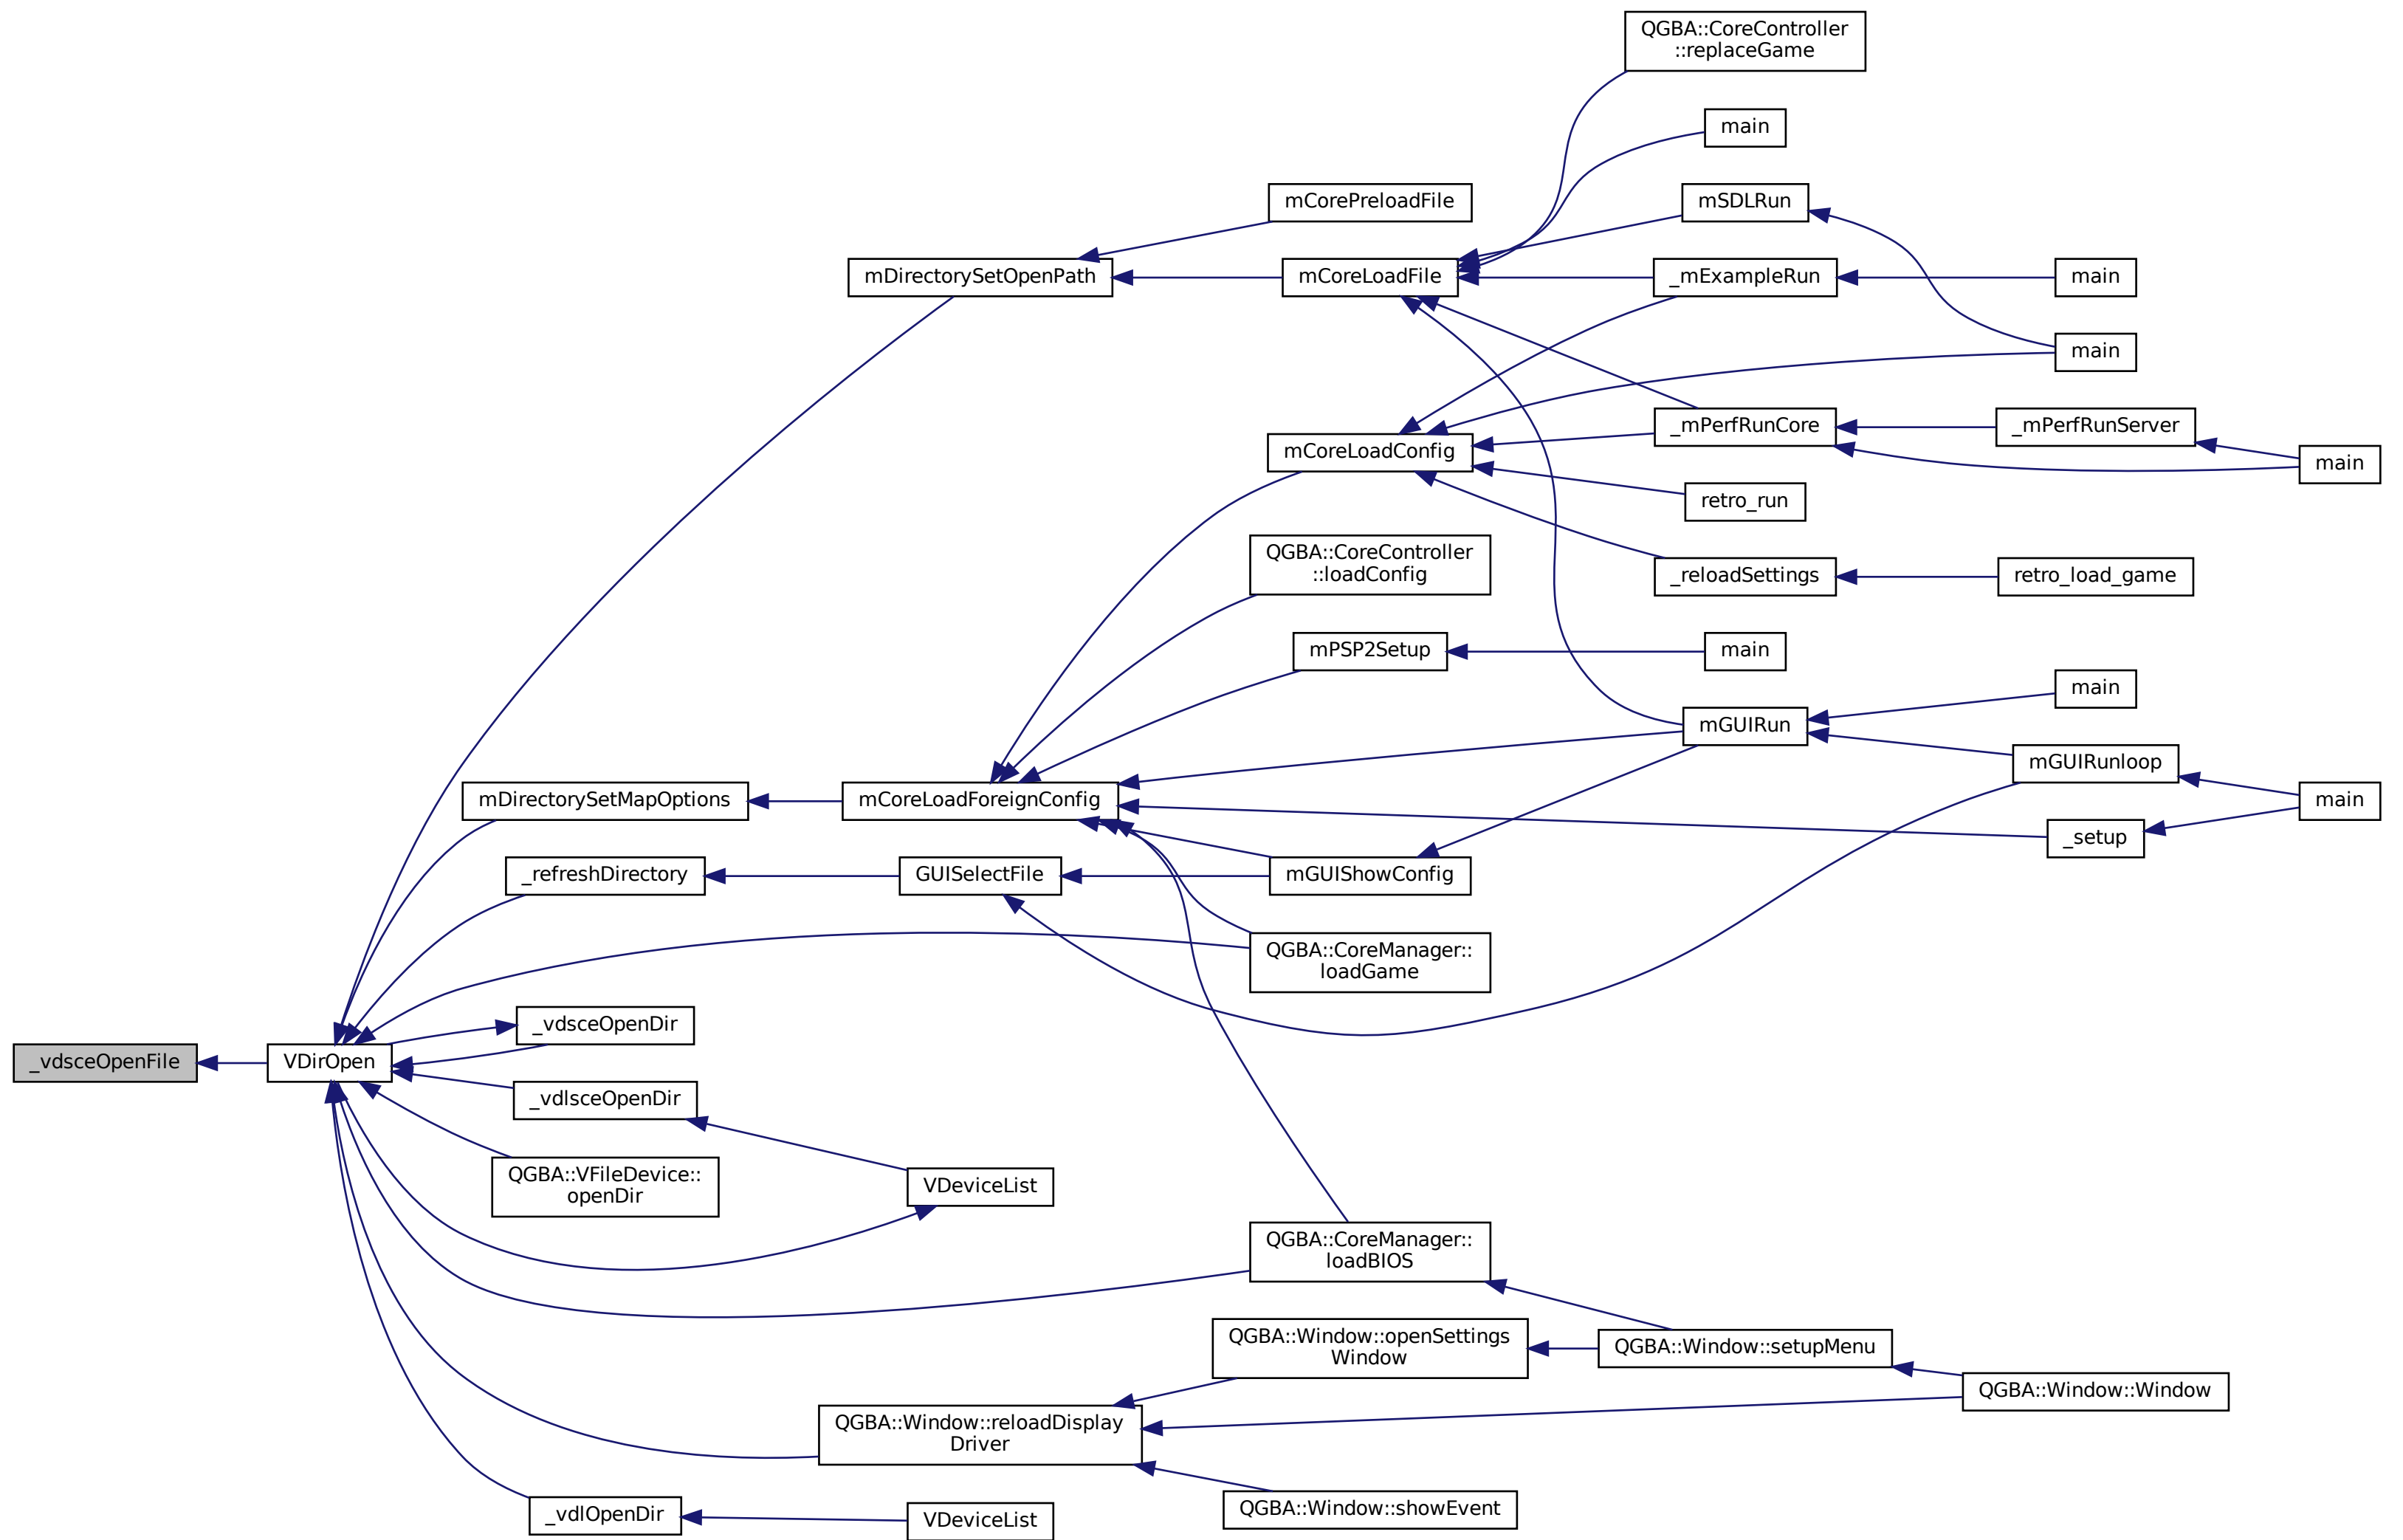 QGBA::CoreController
::replaceGame
main
mCorePreloadFile
mSDLRun
mDirectorySetOpenPath
mCoreLoadFile
_mExampleRun
main
main
_mPerfRunCore
_mPerfRunServer
mCoreLoadConfig
main
retro_run
QGBA::CoreController
::loadConfig
_reloadSettings
retro_load_game
mPSP2Setup
main
main
mGUIRun
mGUIRunloop
mDirectorySetMapOptions
mCoreLoadForeignConfig
main
_setup
_refreshDirectory
GUISelectFile
mGUIShowConfig
QGBA::CoreManager::
loadGame
_vdsceOpenDir
_vdsceOpenFile
VDirOpen
_vdlsceOpenDir
QGBA::VFileDevice::
openDir
VDeviceList
QGBA::CoreManager::
loadBIOS
QGBA::Window::openSettings
Window
QGBA::Window::setupMenu
QGBA::Window::Window
QGBA::Window::reloadDisplay
Driver
QGBA::Window::showEvent
_vdlOpenDir
VDeviceList